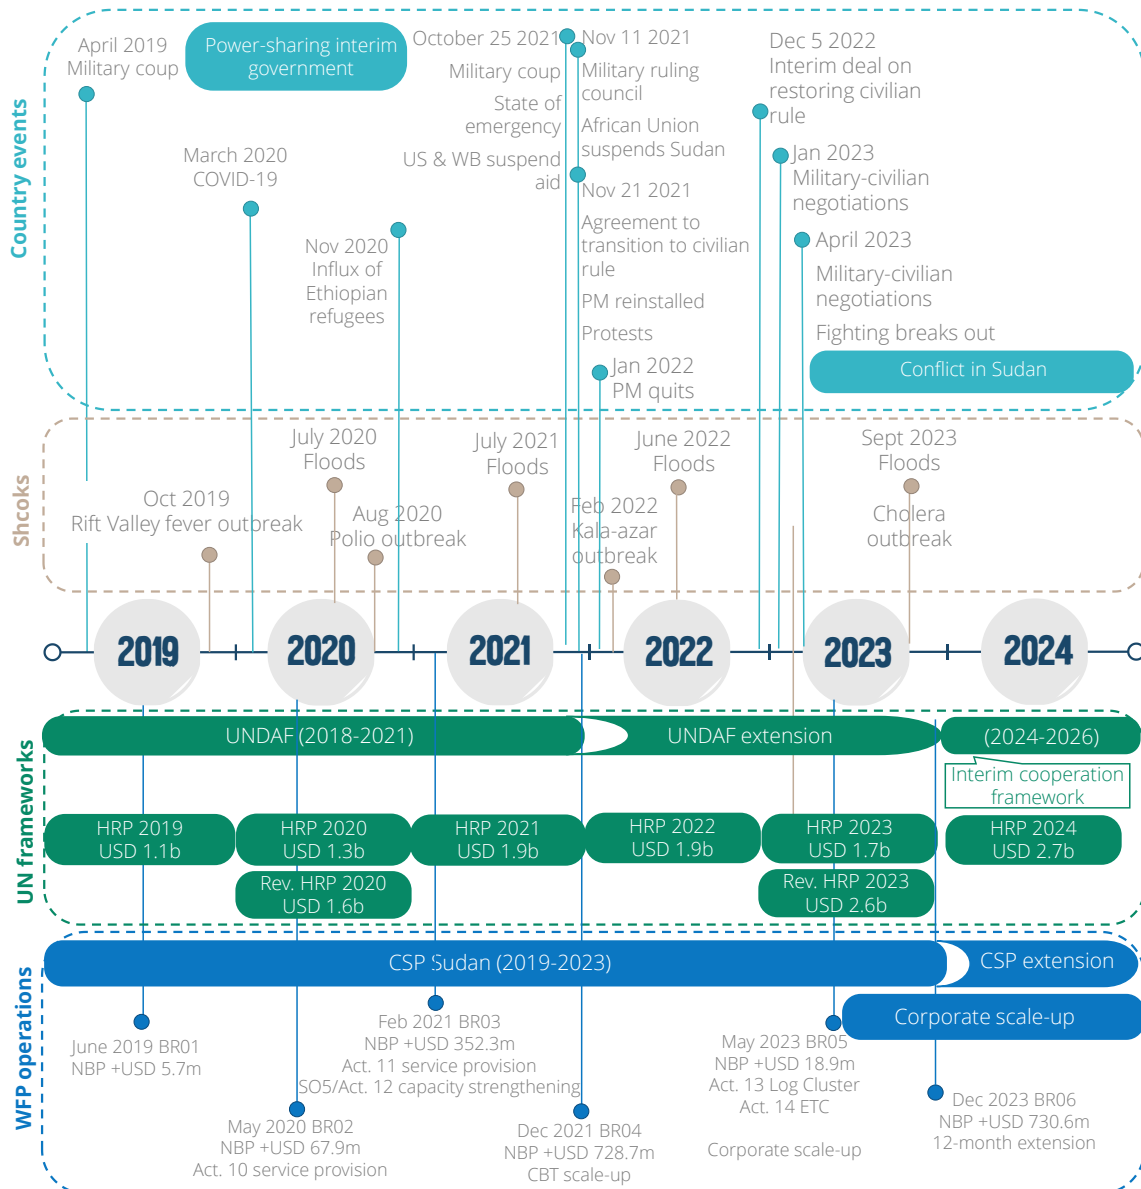 Country events
April 2019
Military coup
Power-sharing interim
government
March 2020
COVID-19
Nov 2020
Influx of
Ethiopian
refugees
October 25 2021
Military coup
State of
emergency
US & WB suspend
aid
Nov 11 2021
Military ruling
council
African Union
suspends Sudan
Nov 21 2021
Agreement to
transition to civilian
rule
PM reinstalled
Protests
Jan 2022
PM quits
Dec 5 2022
Interim deal on
restoring civilian
rule
Jan 2023
Military-civilian
negotiations
April 2023
Military-civilian
negotiations
Fighting breaks out
Conflict in Sudan
Shcoks
Oct 2019
Rift Valley fever outbreak
July 2020
Floods
Aug 2020
Polio outbreak
July 2021
Floods
Feb 2022
Kala-azar
outbreak
June 2022
Floods
Sept 2023
Floods
Cholera
outbreak
2019
2020
2021
2022
2023
2024
UN frameworks
UNDAF (2018-2021)
UNDAF extension
(2024-2026)
Interim cooperation
framework
HRP 2019
USD 1.1b
HRP 2020
USD 1.3b
HRP 2021
USD 1.9b
HRP 2022
USD 1.9b
HRP 2023
USD 1.7b
HRP 2024
USD 2.7b
Rev. HRP 2020
USD 1.6b
Rev. HRP 2023
USD 2.6b
WFP operations
CSP Sudan (2019-2023)
CSP extension
Corporate scale-up
June 2019 BR01
NBP +USD 5.7m
May 2020 BR02
NBP +USD 67.9m
Act. 10 service provision
Feb 2021 BR03
NBP +USD 352.3m
Act. 11 service provision
SO5/Act. 12 capacity strengthening
Dec 2021 BR04
NBP +USD 728.7m
CBT scale-up
May 2023 BR05
NBP +USD 18.9m
Act. 13 Log Cluster
Act. 14 ETC
Corporate scale-up
Dec 2023 BR06
NBP +USD 730.6m
12-month extension